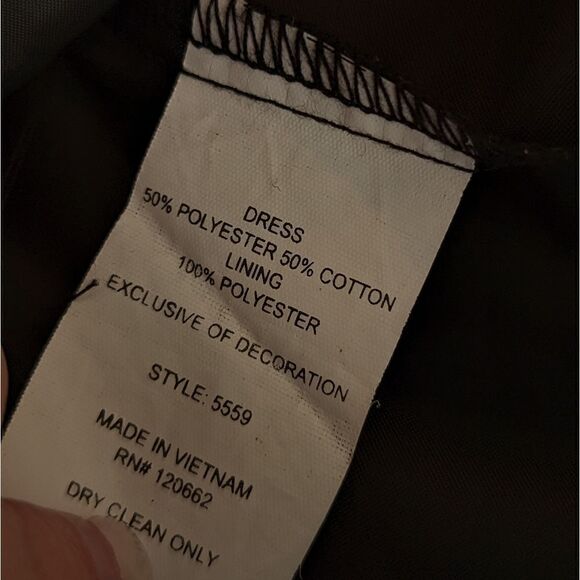 DRESS
50% POLYESTER 50% COTTON
LINING
100% POLYESTER
EXCLUSIVE OF DECORATION
STYLE: 5559
MADE IN VIETNAM
RN# 120662
DRY CLEAN ONLY